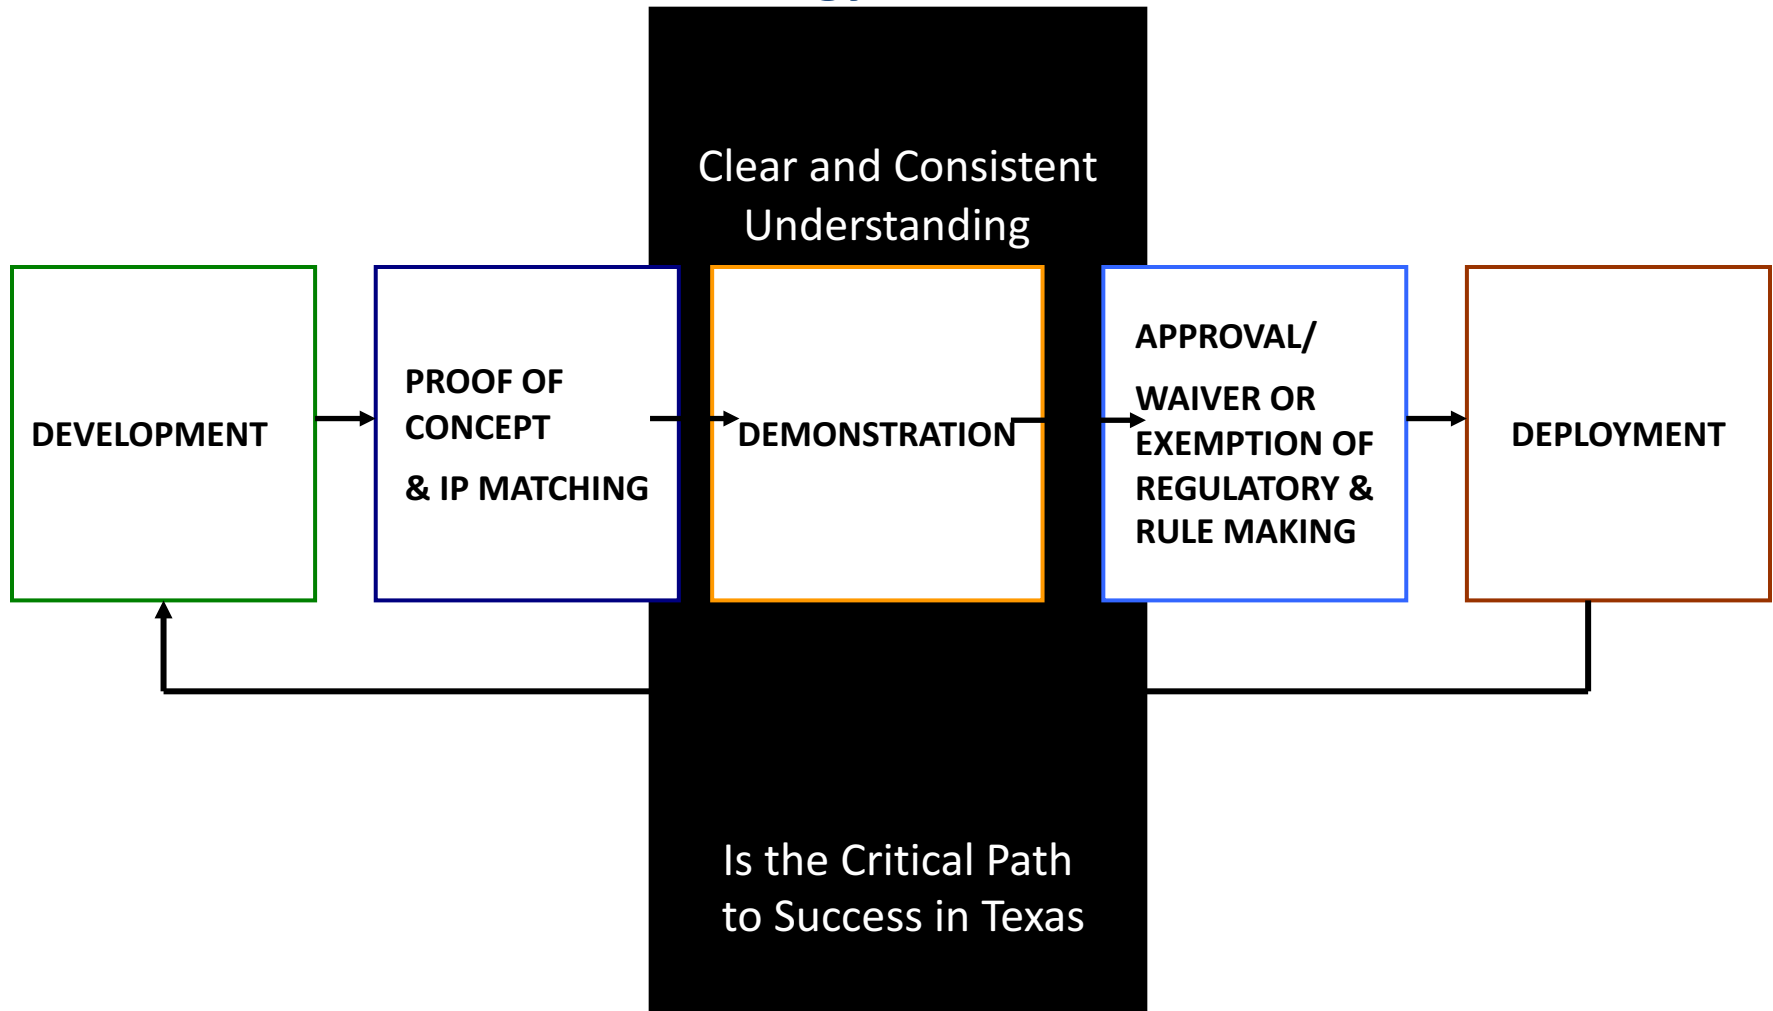 Clear and Consistent
Understanding
DEVELOPMENT
PROOF OF
CONCEPT
& IP MATCHING
DEMONSTRATION
APPROVAL/
WAIVER OR
EXEMPTION OF
REGULATORY &
RULE MAKING
DEPLOYMENT
Is the Critical Path
to Success in Texas